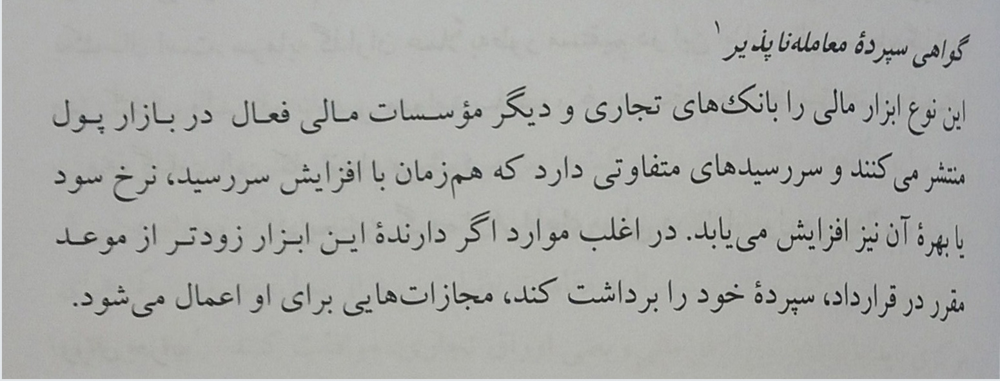 گواهی سپردهٔ معامله‌ناپذیر۱
این نوع ابزار مالی را بانك‌های تجاری و دیگر مؤسسات مالی فعال در بازار پول
منتشر می‌کنند و سررسیدهای متفاوتی دارد که هم‌زمان با افزایش سررسید، نرخ سود
یا بهرهٔ آن نیز افزایش می‌یابد. در اغلب موارد اگر دارندهٔ این ابزار زودتر از موعد
مقرر در قرارداد، سپردهٔ خود را برداشت کند، مجازات‌هایی برای او اعمال می‌شود.